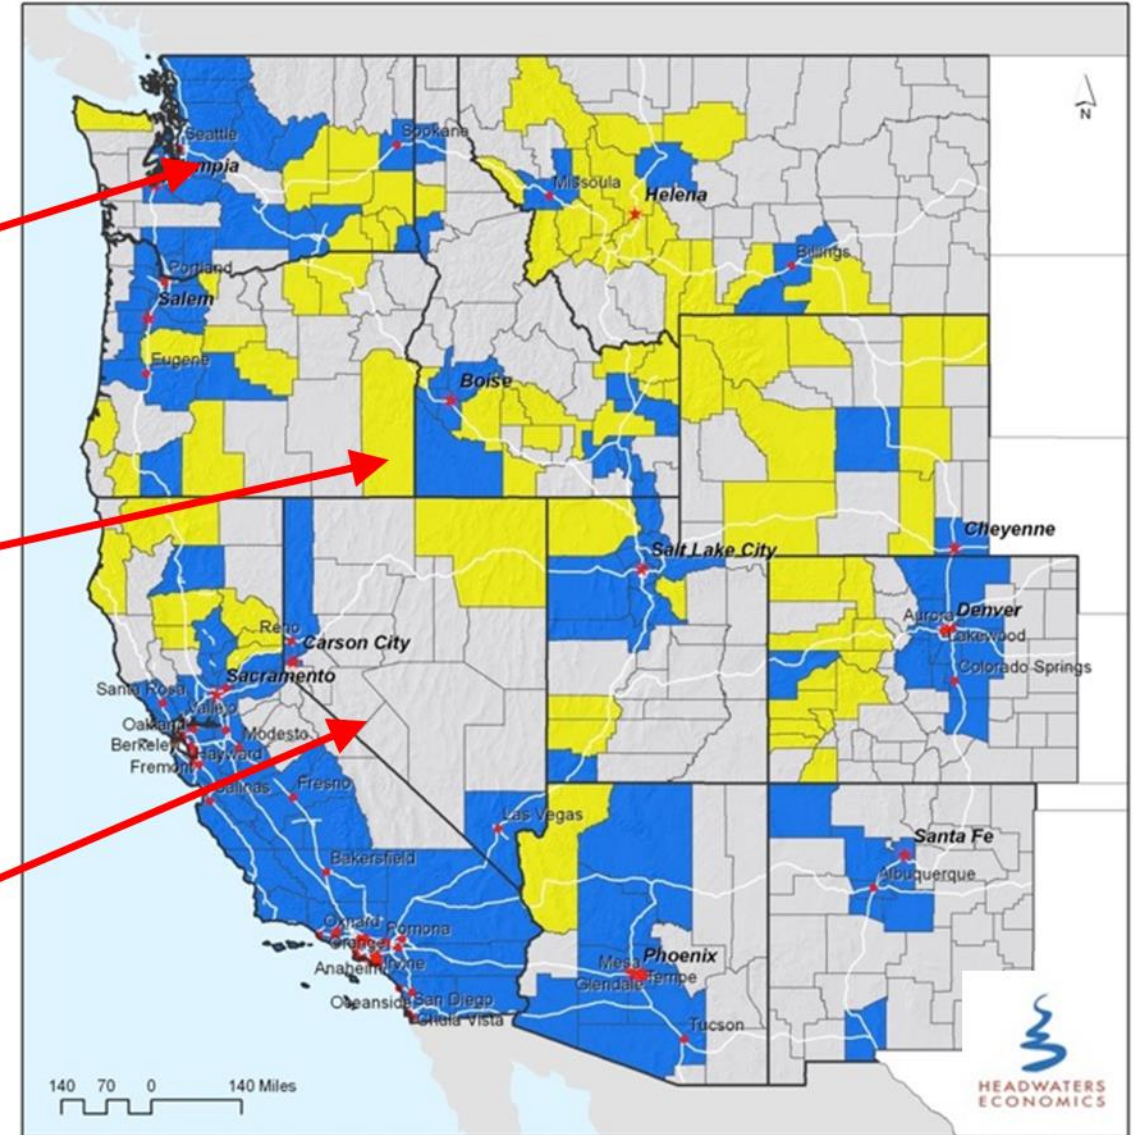 N
Seattle
Spokane
mpia
Missoula
Helena
Portland
Billings
Salem
Eugene
Boise
Cheyenne
Salt Lake City
Aurora
Denver
Lakewood
Reno
Carson City
Colorado Springs
Sacramento
Santa Rosa
Vallejo
Oakland
Modesto
Berkeley
Hayward
Fremont
Salinas
Fresno
Las Vegas
Santa Fe
Bakersfield
Albuquerque
Oxnard
Pomona
Orange
Anaheim
Irvine
Phoenix
Mesa
Tempe
Glendale
Oceanside
San Diego
Chula Vista
Tucson
140 70 0 140 Miles
HEADWATERS
ECONOMICS